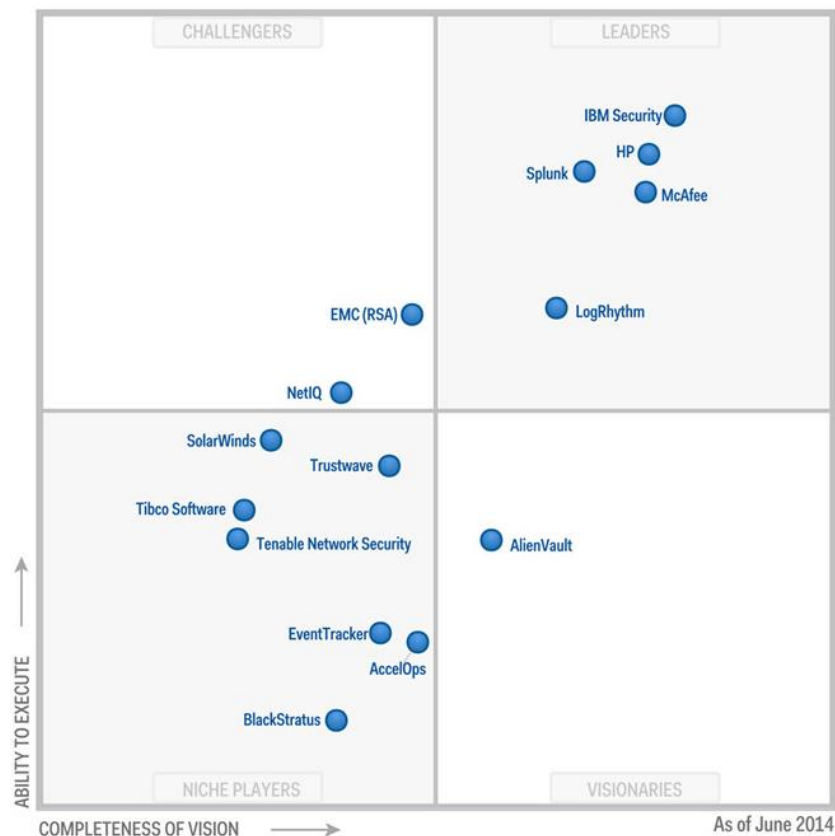 CHALLENGERS
LEADERS
IBM Security
HP
Splunk
McAfee
EMC (RSA)
LogRhythm
NetIQ
SolarWinds
Trustwave
Tibco Software
Tenable Network Security
AlienVault
EventTracker
AccelOps
BlackStratus
ABILITY TO EXECUTE
NICHE PLAYERS
VISIONARIES
COMPLETENESS OF VISION
As of June 2014